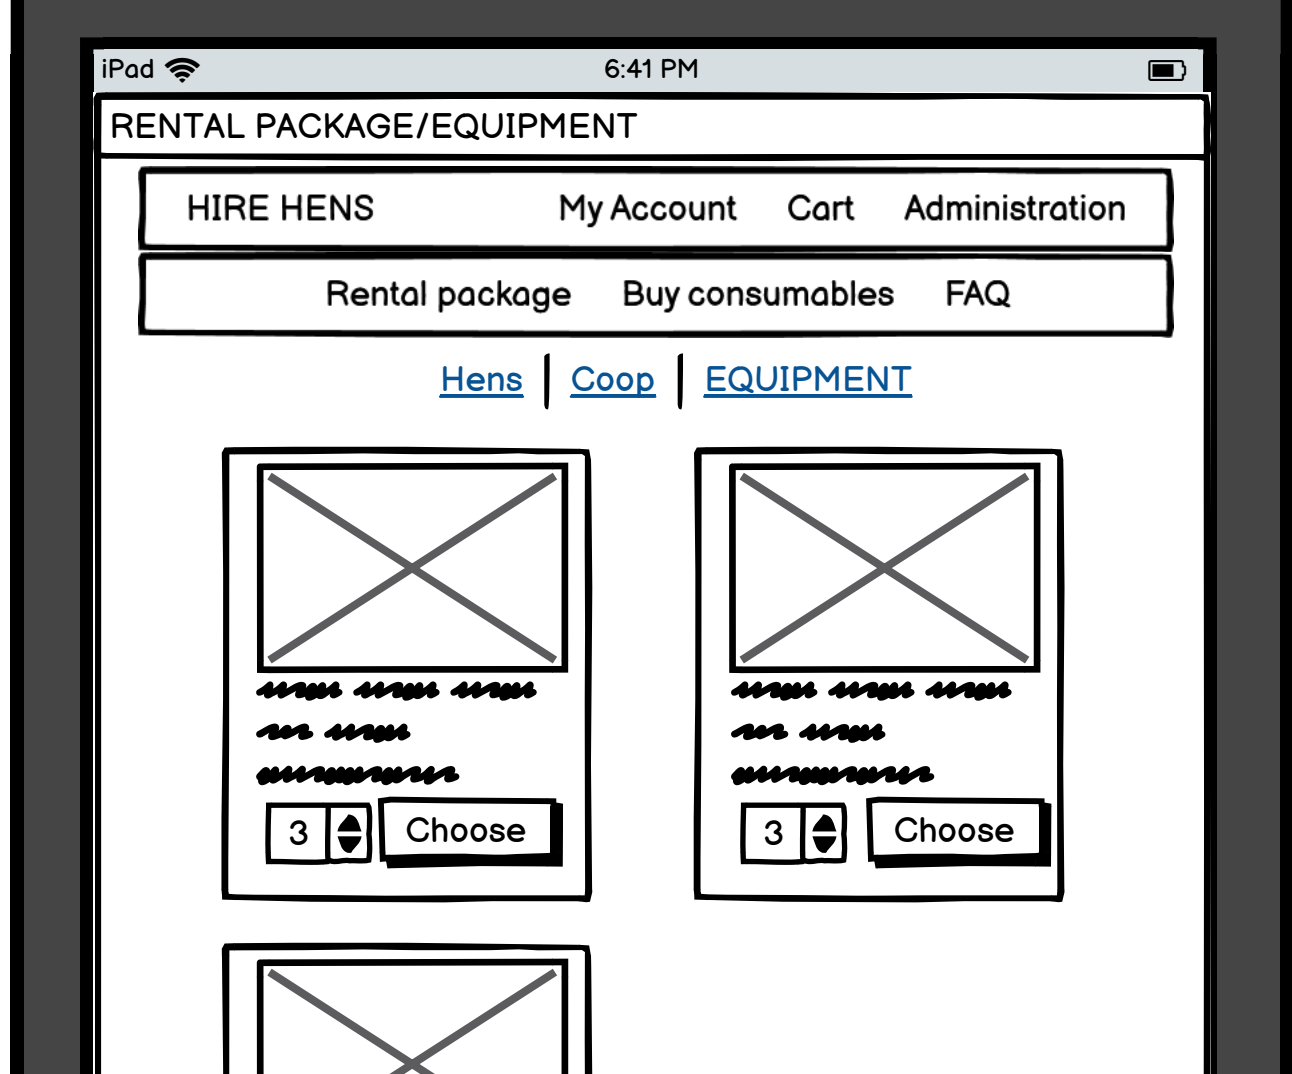 iPad 6:41 PM
RENTAL PACKAGE/EQUIPMENT
HIRE HENS My Account Cart Administration
Rental package Buy consumables FAQ
Hens Coop EQUIPMENT
3 Choose 3 Choose